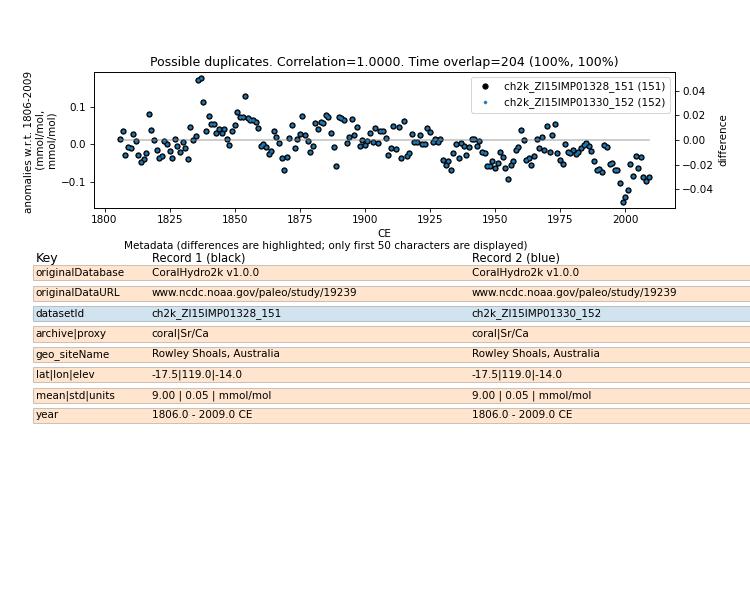 Possible duplicates. Correlation=1.0000. Time overlap=204 (100%, 100%)
anomalies w.r.t. 1806-2009
(mmol/mol,
mmol/mol)
0.1
0.0
−0.1
ch2k_ZI15IMP01328_151 (151)
ch2k_ZI15IMP01330_152 (152)
0.04
0.02
0.00
−0.02
−0.04
difference
1800 1825 1850 1875 1900 1925 1950 1975 2000
CE
Metadata (differences are highlighted; only first 50 characters are displayed)
Key Record 1 (black) Record 2 (blue)
originalDatabase CoralHydro2k v1.0.0 CoralHydro2k v1.0.0
originalDataURL www.ncdc.noaa.gov/paleo/study/19239 www.ncdc.noaa.gov/paleo/study/19239
datasetId ch2k_ZI15IMP01328_151 ch2k_ZI15IMP01330_152
archive|proxy coral|Sr/Ca coral|Sr/Ca
geo_siteName Rowley Shoals, Australia Rowley Shoals, Australia
lat|lon|elev -17.5|119.0|-14.0 -17.5|119.0|-14.0
mean|std|units 9.00 | 0.05 | mmol/mol 9.00 | 0.05 | mmol/mol
year 1806.0 - 2009.0 CE 1806.0 - 2009.0 CE